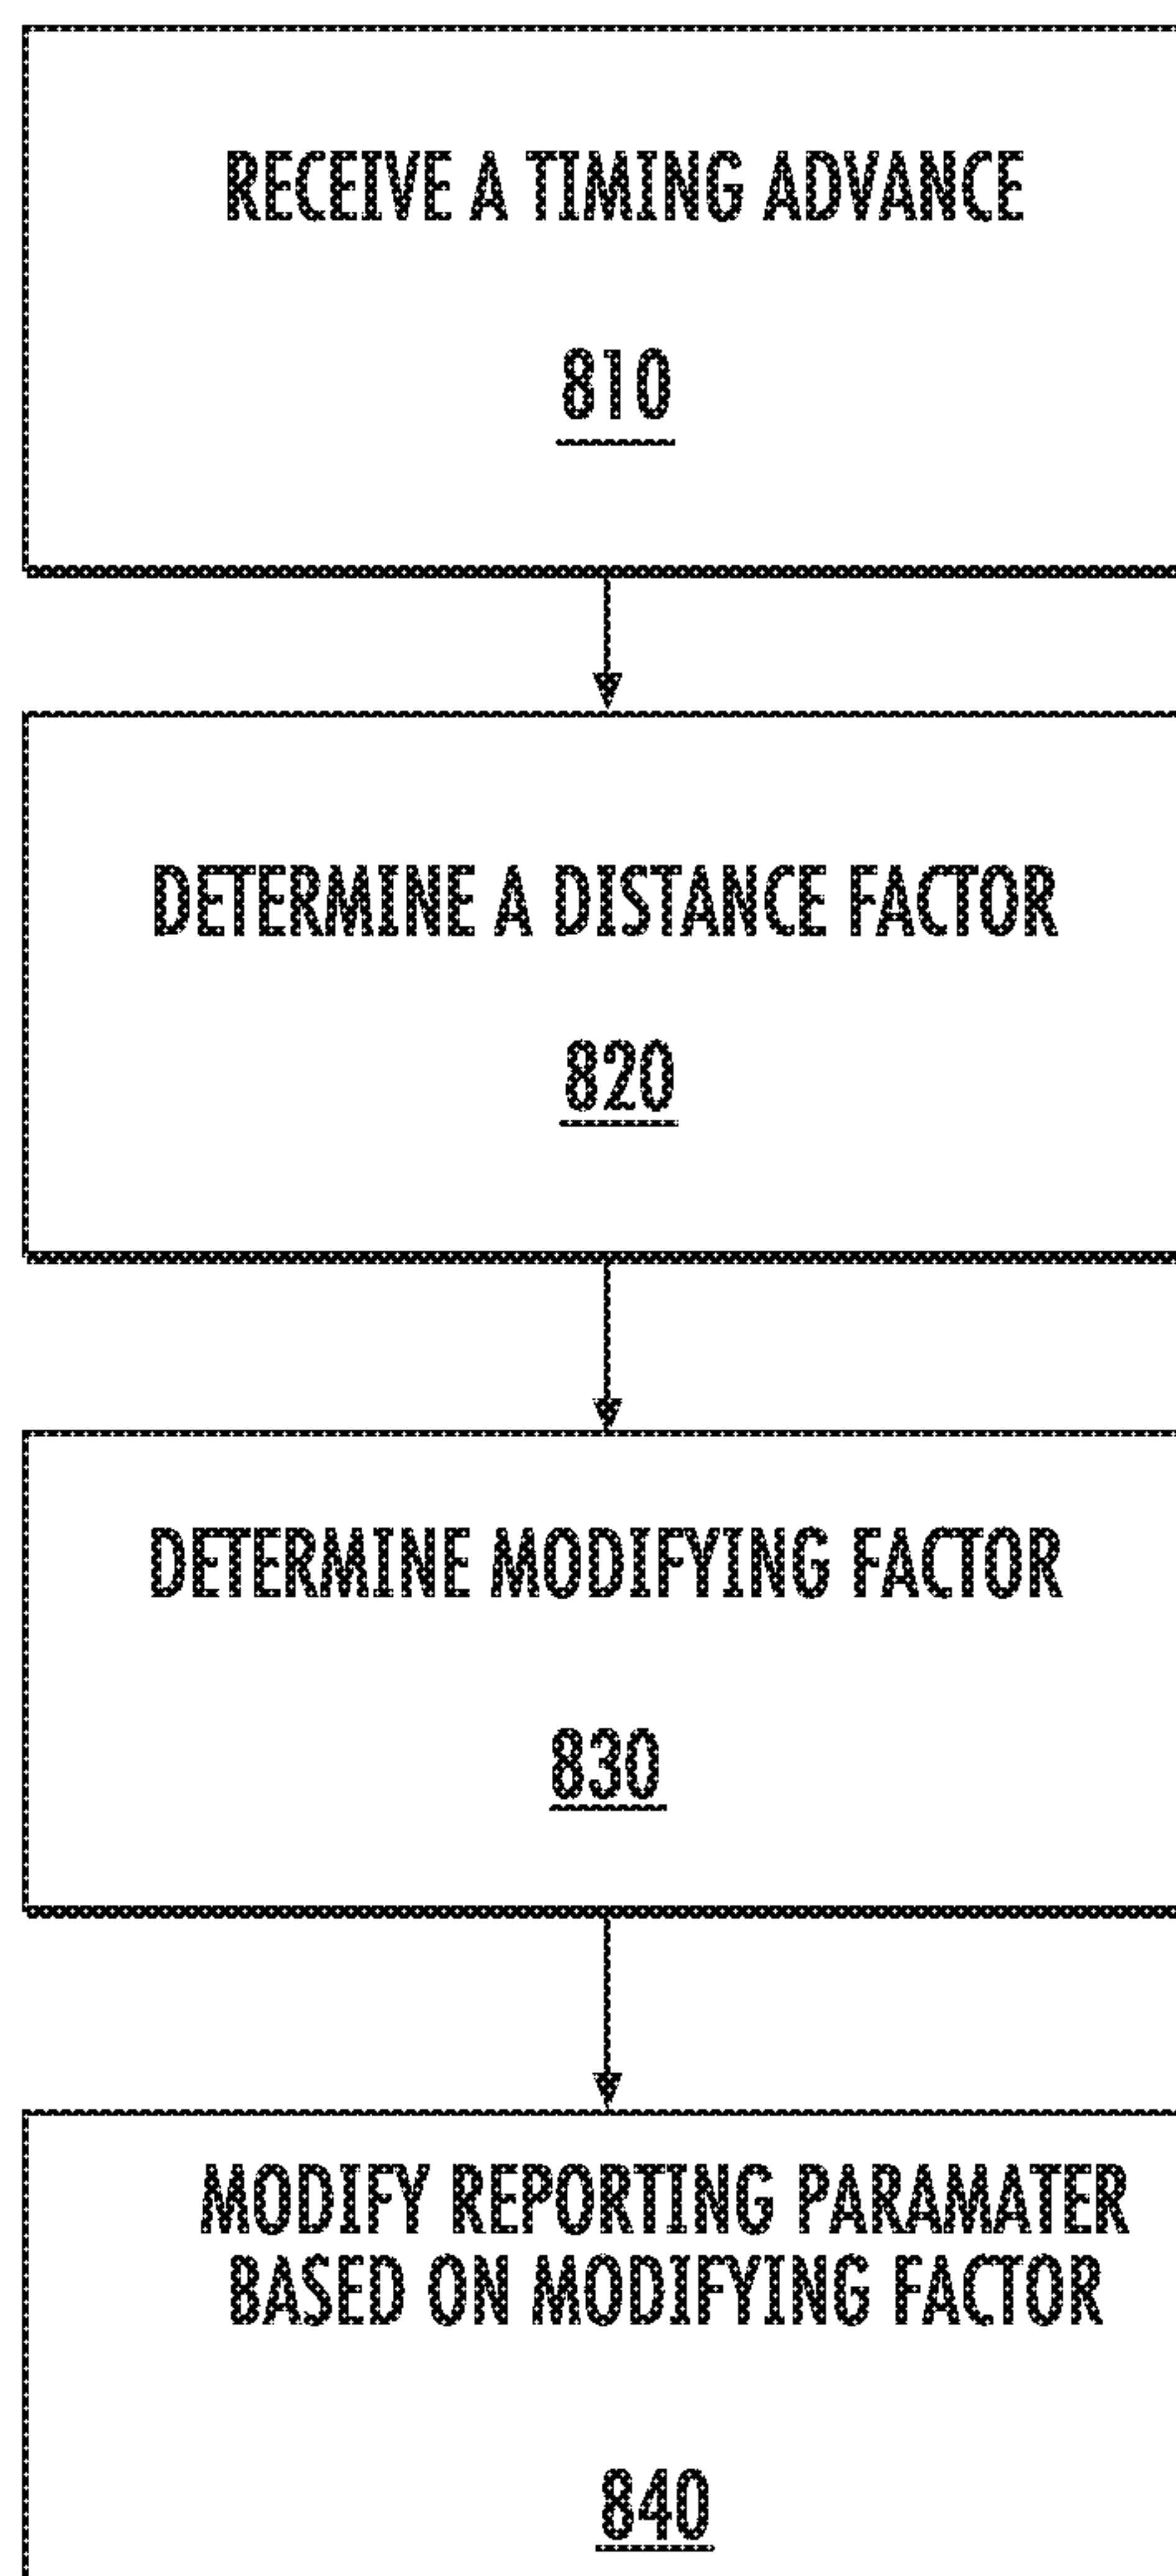 RECEIVE A TIMING ADVANCE
810
DETERMINE A DISTANCE FACTOR
820
DETERMINE MODIFYING FACTOR
830
MODIFY REPORTING PARAMATER
BASED ON MODIFYING FACTOR
840